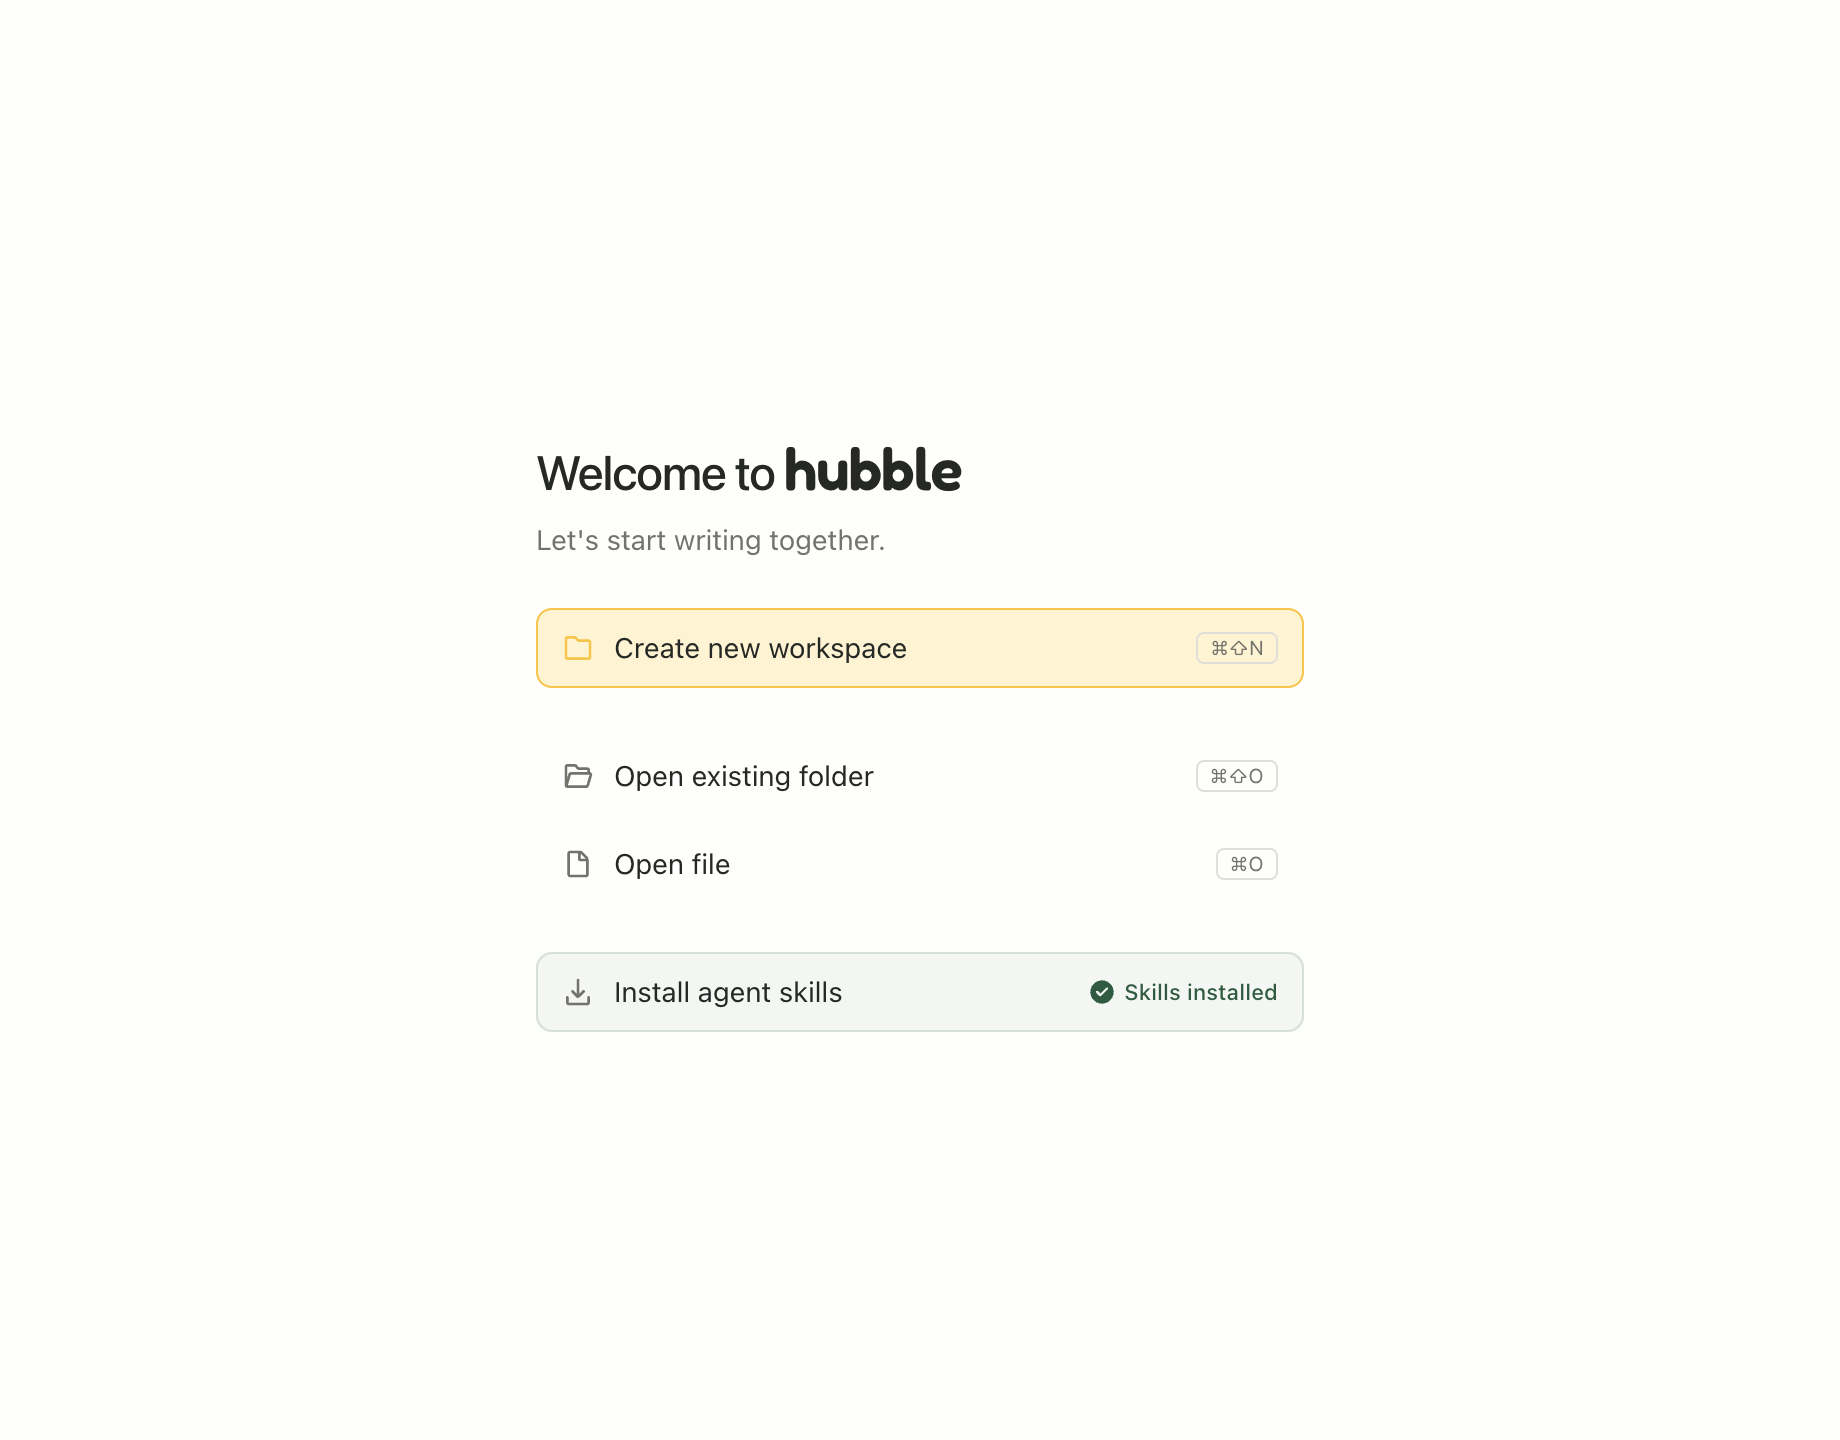 Welcome to hubble
Let's start writing together.
Create new workspace ⌘⇧N
Open existing folder ⌘⇧O
Open file ⌘O
Install agent skills Skills installed